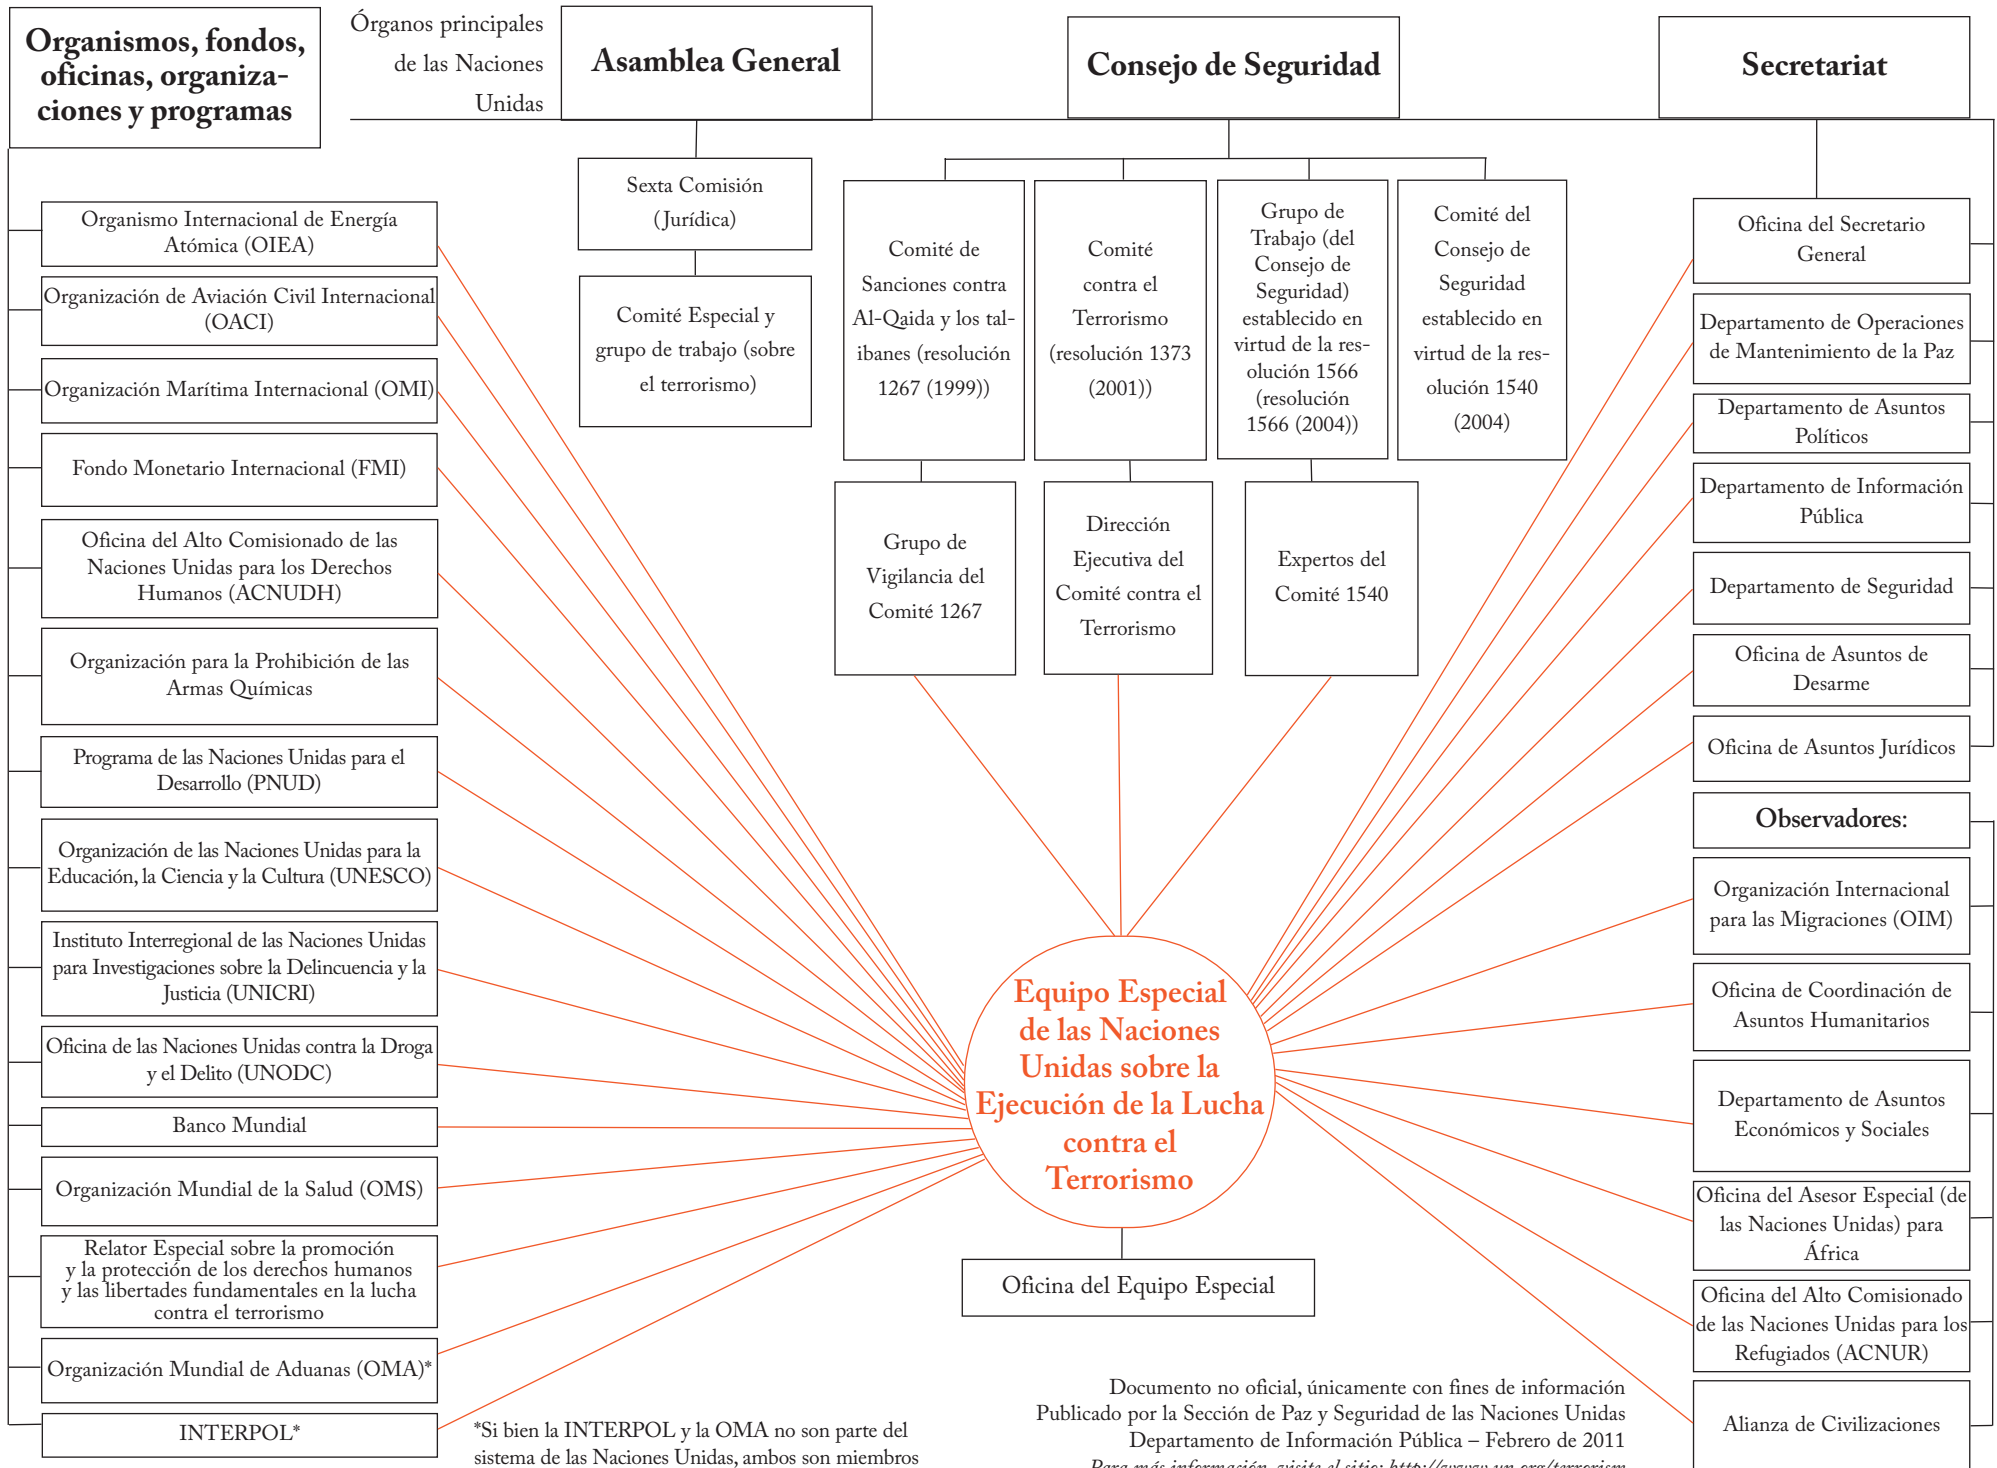 Organismos, fondos,
oficinas, organiza-
ciones y programas
Órganos principales
de las Naciones
Unidas
Asamblea General
Consejo de Seguridad
Secretariat
Organismo Internacional de Energía
Atómica (OIEA)
Organización de Aviación Civil Internacional
(OACI)
Organización Marítima Internacional (OMI)
Fondo Monetario Internacional (FMI)
Oficina del Alto Comisionado de las
Naciones Unidas para los Derechos
Humanos (ACNUDH)
Organización para la Prohibición de las
Armas Químicas
Programa de las Naciones Unidas para el
Desarrollo (PNUD)
Organización de las Naciones Unidas para la
Educación, la Ciencia y la Cultura (UNESCO)
Instituto Interregional de las Naciones Unidas
para Investigaciones sobre la Delincuencia y la
Justicia (UNICRI)
Oficina de las Naciones Unidas contra la Droga
y el Delito (UNODC)
Banco Mundial
Organización Mundial de la Salud (OMS)
Relator Especial sobre la promoción
y la protección de los derechos humanos
y las libertades fundamentales en la lucha
contra el terrorismo
Organización Mundial de Aduanas (OMA)*
INTERPOL*
Sexta Comisión
(Jurídica)
Comité Especial y
grupo de trabajo (sobre
el terrorismo)
Comité de
Sanciones contra
Al-Qaida y los tal-
ibanes (resolución
1267 (1999))
Comité
contra el
Terrorismo
(resolución 1373
(2001))
Grupo de
Trabajo (del
Consejo de
Seguridad)
establecido en
virtud de la res-
olución 1566
(resolución
1566 (2004))
Comité del
Consejo de
Seguridad
establecido en
virtud de la res-
olución 1540
(2004)
Grupo de
Vigilancia del
Comité 1267
Dirección
Ejecutiva del
Comité contra el
Terrorismo
Expertos del
Comité 1540
Equipo Especial
de las Naciones
Unidas sobre la
Ejecución de la Lucha
contra el
Terrorismo
Oficina del Equipo Especial
Oficina del Secretario
General
Departamento de Operaciones
de Mantenimiento de la Paz
Departamento de Asuntos
Políticos
Departamento de Información
Pública
Departamento de Seguridad
Oficina de Asuntos de
Desarme
Oficina de Asuntos Jurídicos
Observadores:
Organización Internacional
para las Migraciones (OIM)
Oficina de Coordinación de
Asuntos Humanitarios
Departamento de Asuntos
Económicos y Sociales
Oficina del Asesor Especial (de
las Naciones Unidas) para
África
Oficina del Alto Comisionado
de las Naciones Unidas para los
Refugiados (ACNUR)
Alianza de Civilizaciones
*Si bien la INTERPOL y la OMA no son parte del
sistema de las Naciones Unidas, ambos son miembros
Documento no oficial, únicamente con fines de información
Publicado por la Sección de Paz y Seguridad de las Naciones Unidas
Departamento de Información Pública – Febrero de 2011
Para más información, visite el sitio: http://www.un.org/terrorism